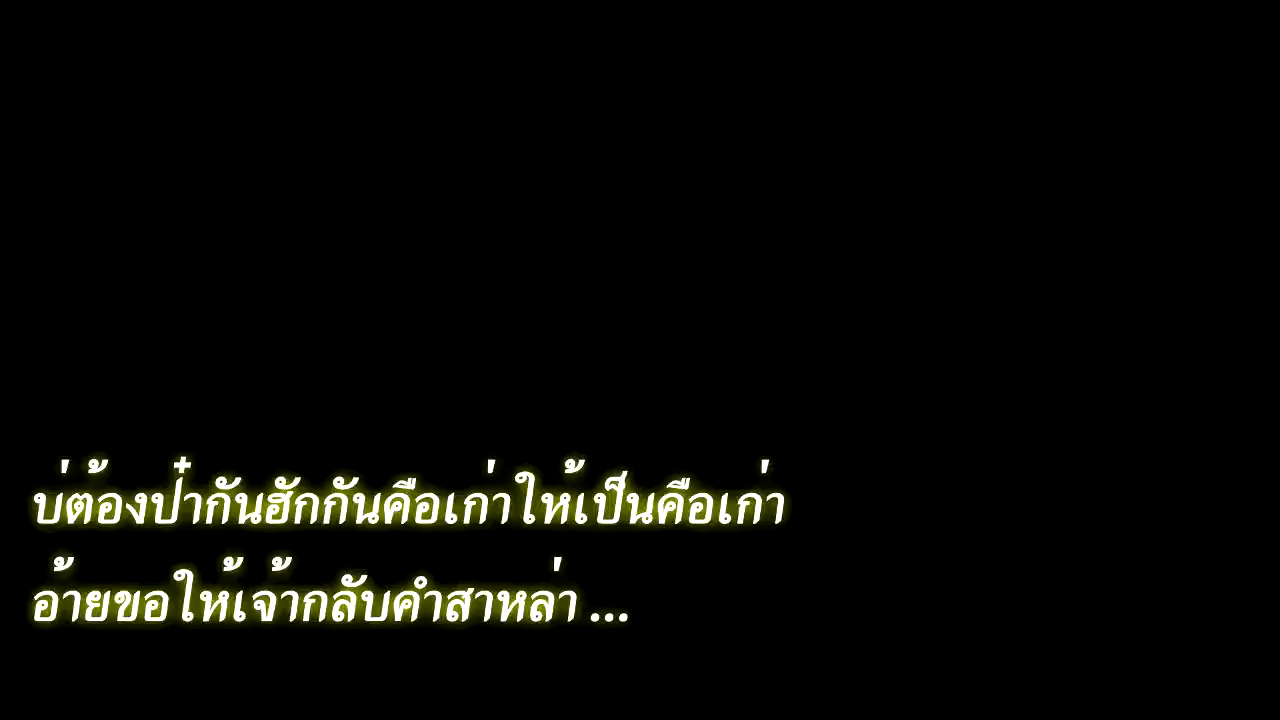 บ่ต้องป๋ากันฮักกันคือเก่าให้เป็นคือเก่า
อ้ายขอให้เจ้ากลับคำสาหล่า ...